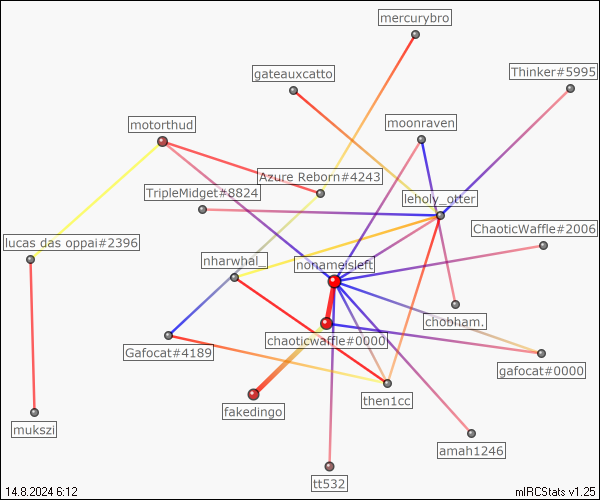 mercurybro
gateauxcatto
Thinker#5995
motorthud
moonraven
Azure Reborn#4243
TripleMidget#8824
leholy_otter
ChaoticWaffle#2006
lucas das oppai#2396
nharwhal_
nonameisleft
chobham.
chaoticwaffle#0000
Gafocat#4189
gafocat#0000
then1cc
fakedingo
mukszi
amah1246
tt532
14.8.2024 6:12
mIRCStats v1.25